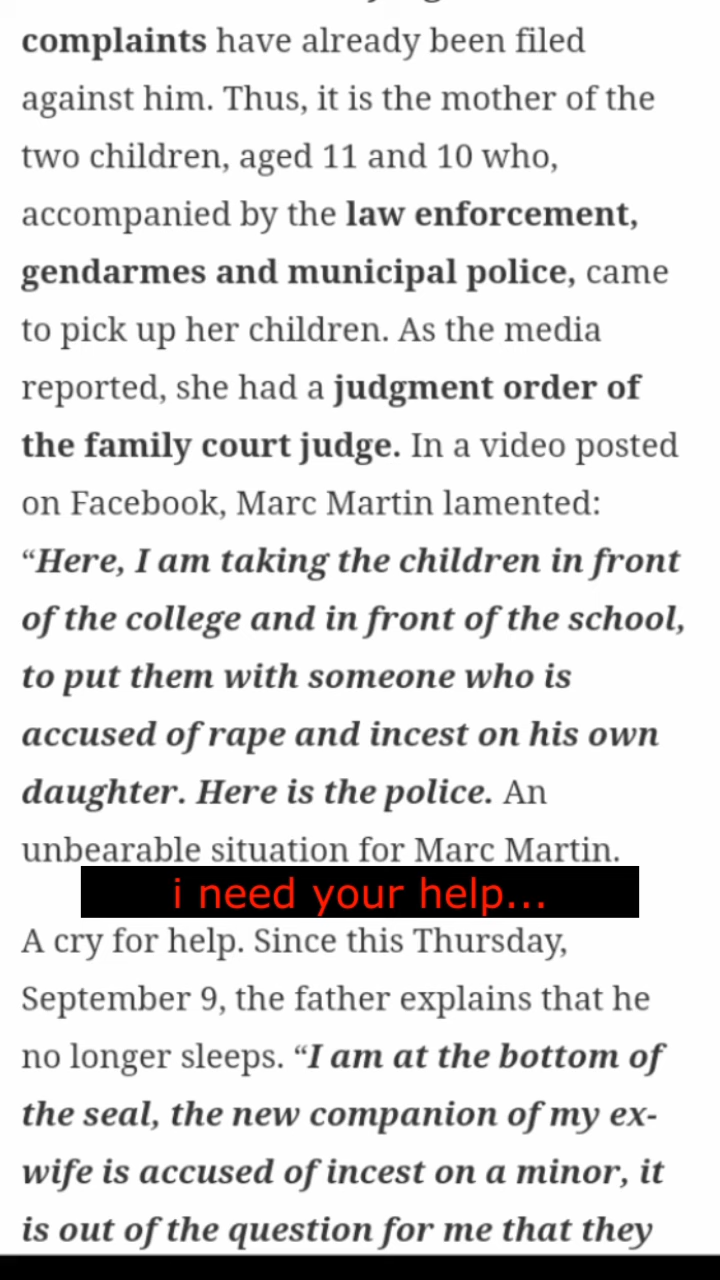 complaints have already been filed
against him. Thus, it is the mother of the
two children, aged 11 and 10 who,
accompanied by the law enforcement,
gendarmes and municipal police, came
to pick up her children. As the media
reported, she had a judgment order of
the family court judge. In a video posted
on Facebook, Marc Martin lamented:
“Here, I am taking the children in front
of the college and in front of the school,
to put them with someone who is
accused of rape and incest on his own
daughter. Here is the police. An
unbearable situation for Marc Martin.
i need your help...
A cry for help. Since this Thursday,
September 9, the father explains that he
no longer sleeps. “I am at the bottom of
the seal, the new companion of my ex-
wife is accused of incest on a minor, it
is out of the question for me that they